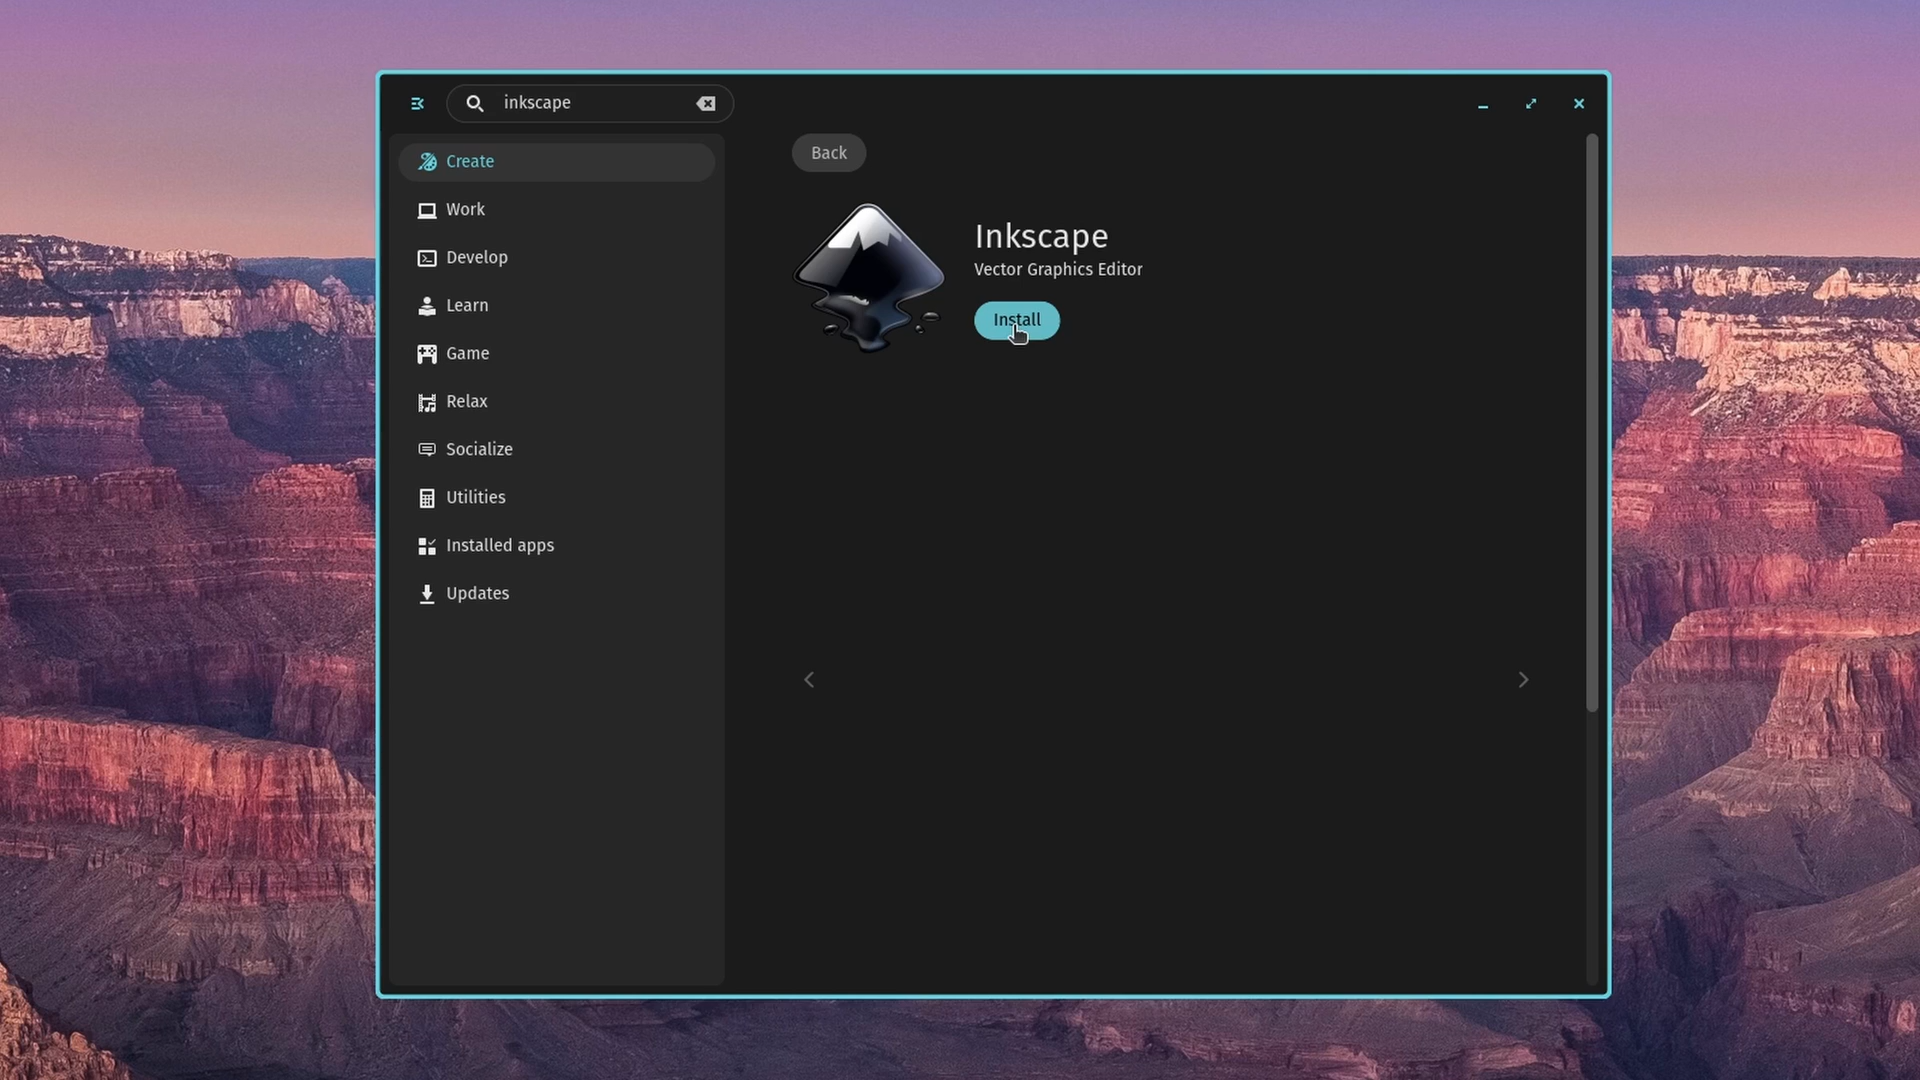 inkscape
Create
Work
Develop
Learn
Game
Relax
Socialize
Utilities
Installed apps
Updates
Back
Inkscape
Vector Graphics Editor
Install